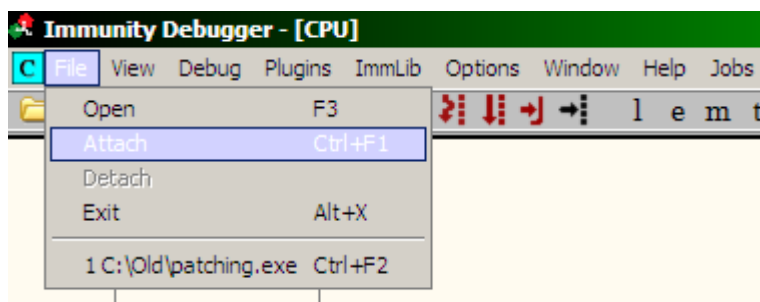 Immunity Debugger - [CPU]
C File View Debug Plugins ImmLib Options Window Help Jobs
l e m t
Open F3
Attach Ctrl+F1
Detach
Exit Alt+X
1 C:\Old\patching.exe Ctrl+F2